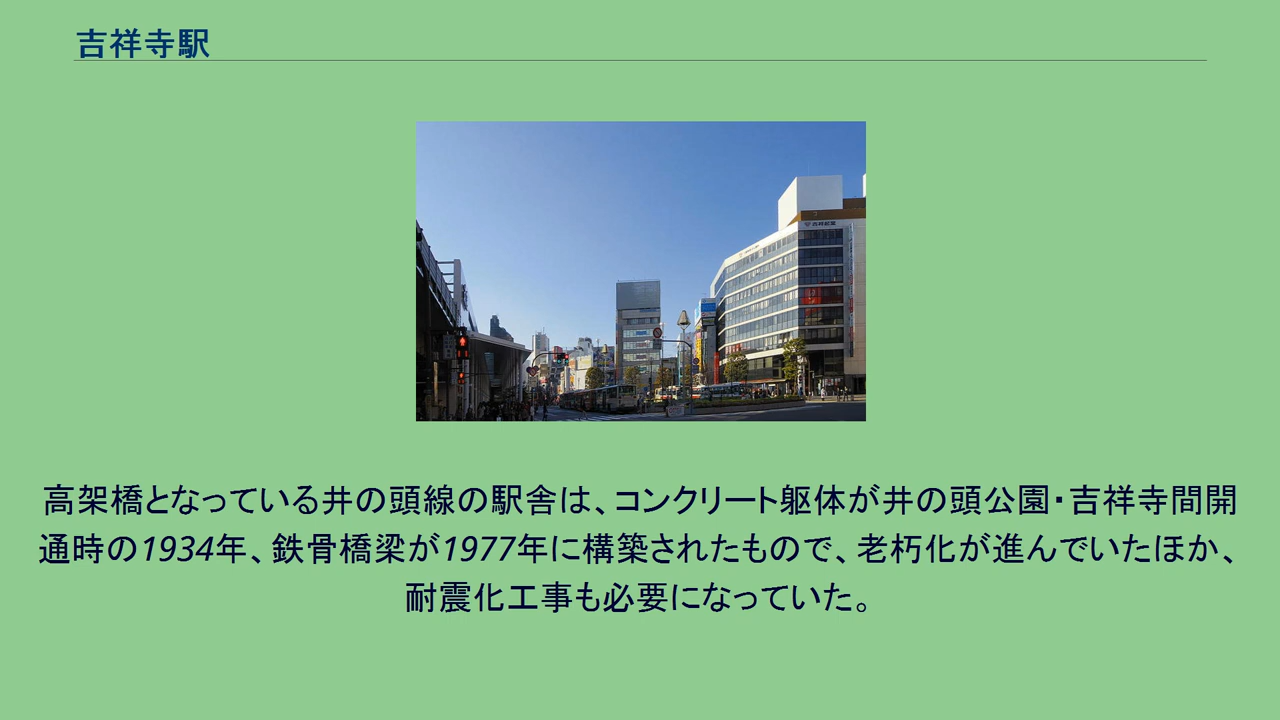 吉祥寺駅
高架橋となっている井の頭線の駅舎は、コンクリート躯体が井の頭公園・吉祥寺間開
通時の1934年、鉄骨橋梁が1977年に構築されたもので、老朽化が進んでいたほか、
耐震化工事も必要になっていた。